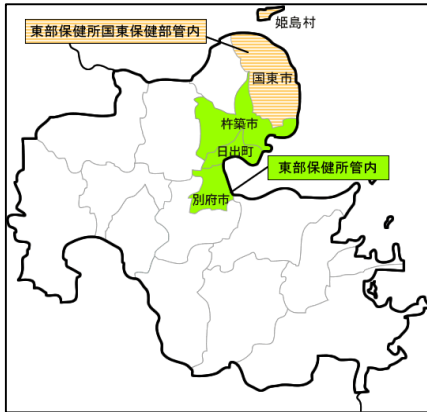 姫島村
東部保健所国東保健部管内
国東市
杵築市
日出町
東部保健所管内
別府市